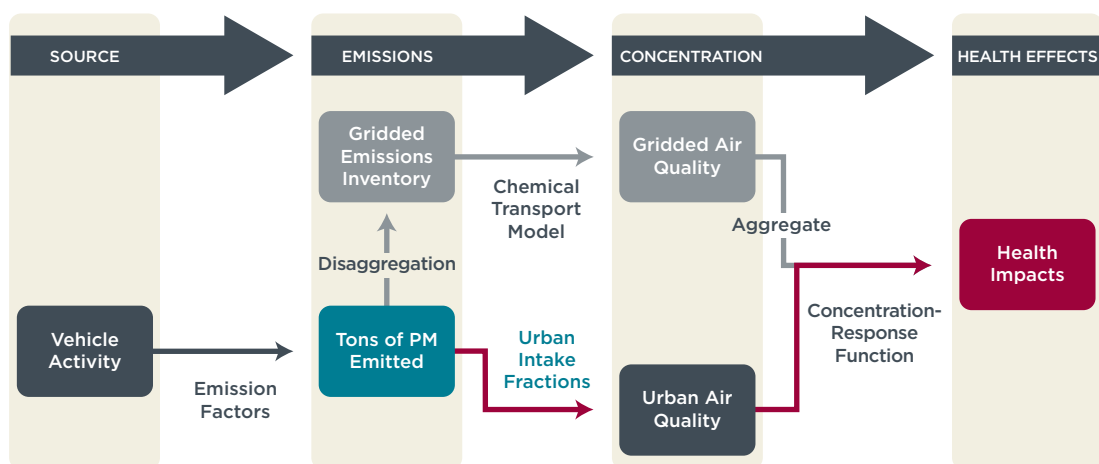 SOURCE
EMISSIONS
CONCENTRATION
HEALTH EFFECTS
Gridded
Emissions
Inventory
Chemical
Transport
Model
Gridded Air
Quality
Aggregate
Disaggregation
Health
Impacts
Vehicle
Activity
Emission
Factors
Tons of PM
Emitted
Urban
Intake
Fractions
Urban Air
Quality
Concentration-
Response
Function